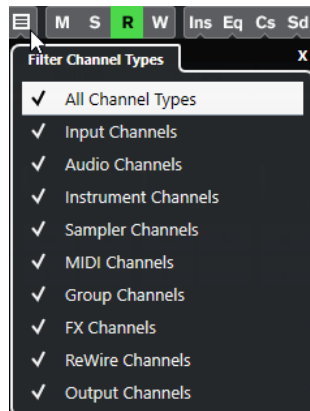 M S R W Ins Eq Cs Sd
Filter Channel Types X
✓ All Channel Types
✓ Input Channels
✓ Audio Channels
✓ Instrument Channels
✓ Sampler Channels
✓ MIDI Channels
✓ Group Channels
✓ FX Channels
✓ ReWire Channels
✓ Output Channels